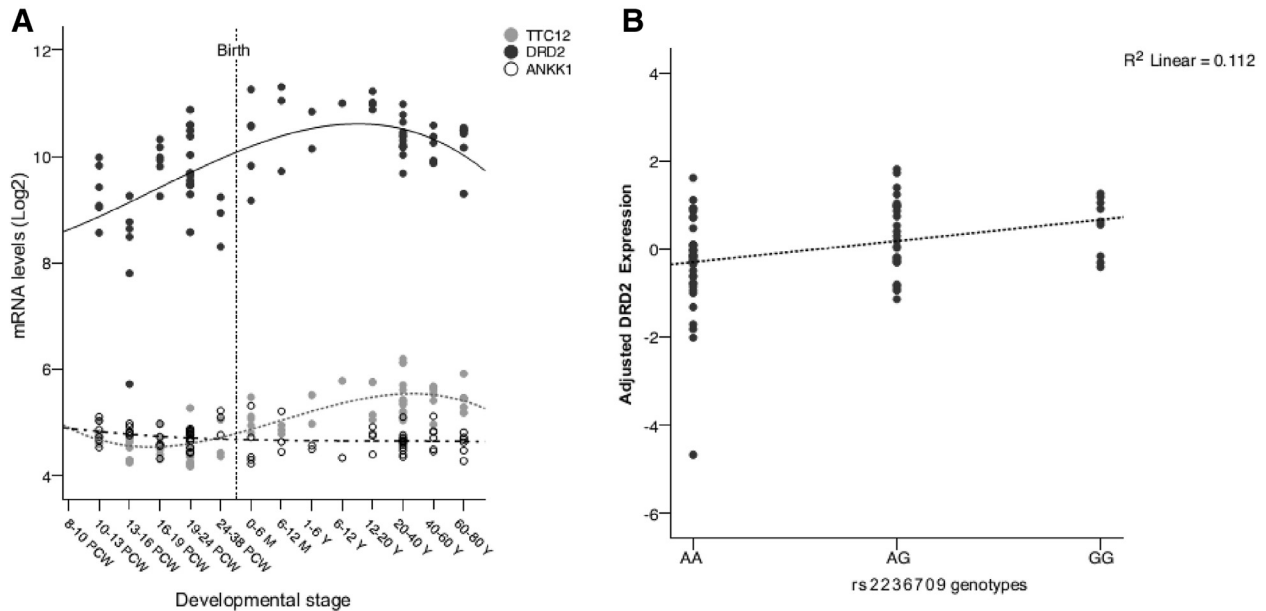 A
Birth
TTC12
DRD2
ANKK1
mRNA levels (Log2)
12
10
8
6
4
8-10 PCW
10-13 PCW
13-16 PCW
16-19 PCW
19-24 PCW
24-38 PCW
0-6 M
6-12 M
1-6 Y
6-12 Y
12-20 Y
20-40 Y
40-60 Y
60-80 Y
Developmental stage
B
R2 Linear = 0.112
Adjusted DRD2 Expression
4
2
0
-2
-4
-6
AA
AG
GG
rs2236709 genotypes